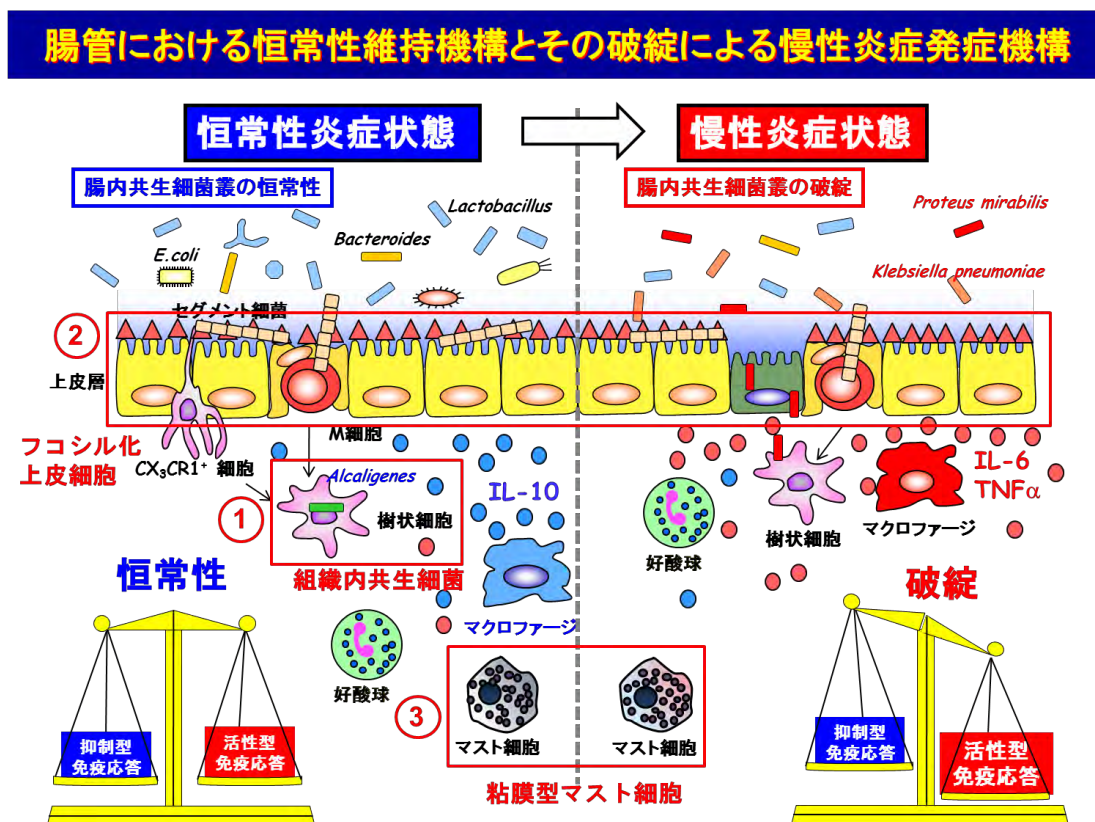 腸管における恒常性維持機構とその破綻による慢性炎症発症機構
恒常性炎症状態
慢性炎症状態
腸内共生細菌叢の恒常性
腸内共生細菌叢の破綻
Lactobacillus
Proteus mirabilis
Bacteroides
E.coli
Klebsiella pneumoniae
セグメント細菌
②
上皮層
M細胞
フコシル化
上皮細胞
CX₃CR1⁺ 細胞
Alcaligenes
IL-10
IL-6
TNFα
①
樹状細胞
マクロファージ
樹状細胞
好酸球
組織内共生細菌
恒常性
破綻
マクロファージ
好酸球
③
マスト細胞
マスト細胞
抑制型
免疫応答
活性型
免疫応答
抑制型
免疫応答
活性型
免疫応答
粘膜型マスト細胞